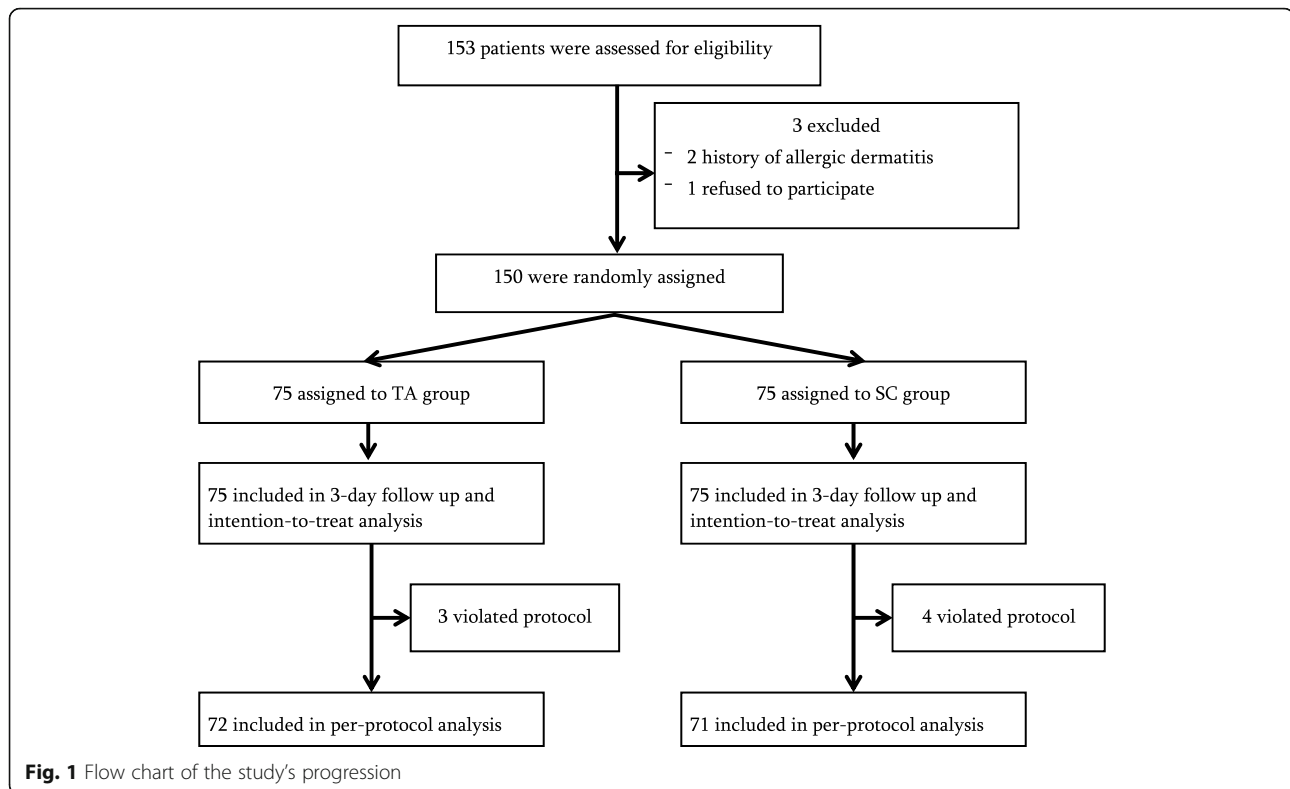 153 patients were assessed for eligibility
3 excluded
- 2 history of allergic dermatitis
- 1 refused to participate
150 were randomly assigned
75 assigned to TA group
75 assigned to SC group
75 included in 3-day follow up and
intention-to-treat analysis
75 included in 3-day follow up and
intention-to-treat analysis
3 violated protocol
4 violated protocol
72 included in per-protocol analysis
71 included in per-protocol analysis
Fig. 1 Flow chart of the study's progression